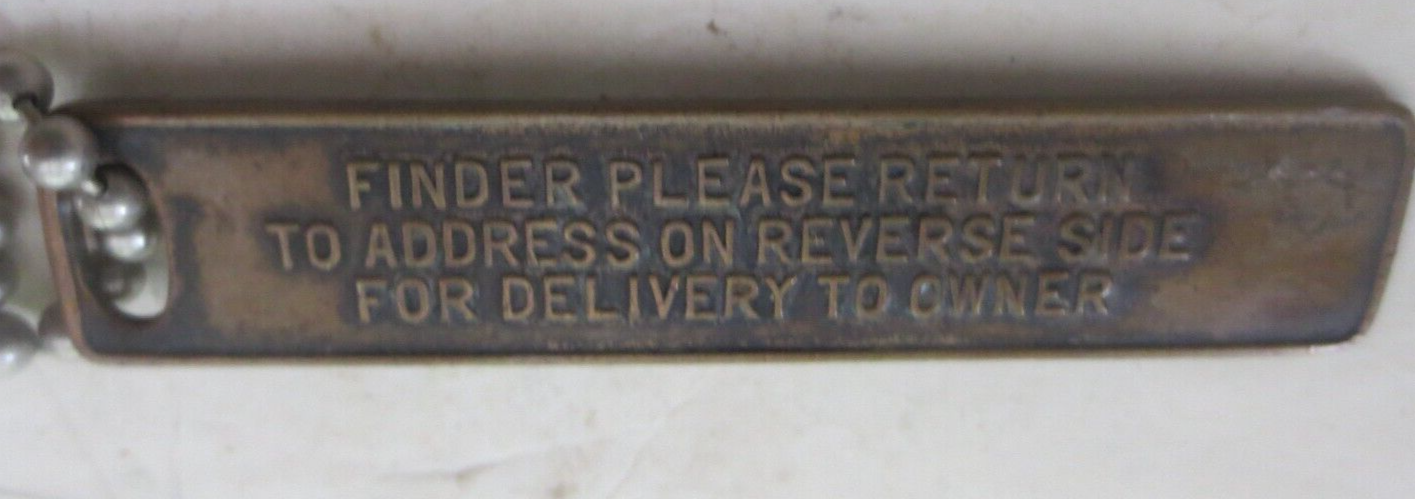 FINDER PLEASE RETURN
TO ADDRESS ON REVERSE SIDE
FOR DELIVERY TO OWNER